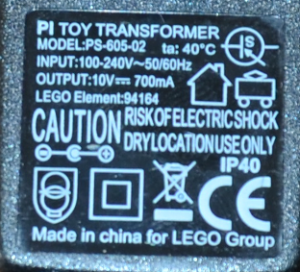 PI TOY TRANSFORMER
MODEL:PS-605-02 ta: 40°C
INPUT:100-240V~50/60Hz
OUTPUT:10V⎓ 700mA
LEGO Element:94164
CAUTION RISK OF ELECTRIC SHOCK
DRY LOCATION USE ONLY
IP40
CE
Made in china for LEGO Group